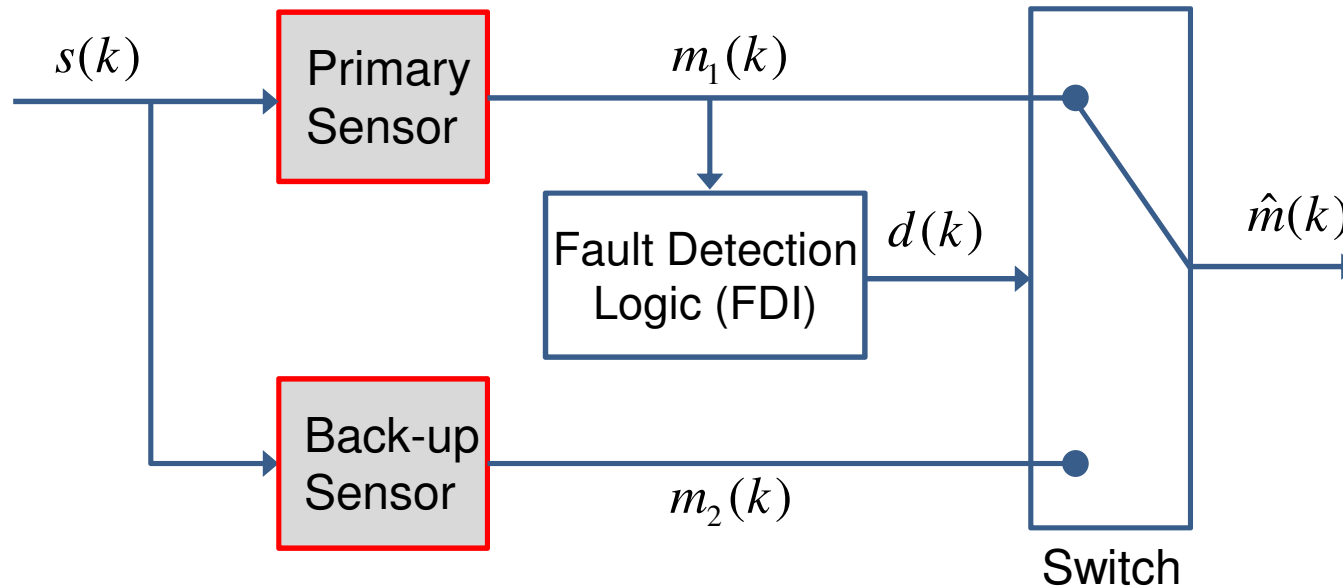 s(k)
Primary
Sensor
m₁(k)
Fault Detection
Logic (FDI)
d(k)
m̂(k)
Back-up
Sensor
m₂(k)
Switch